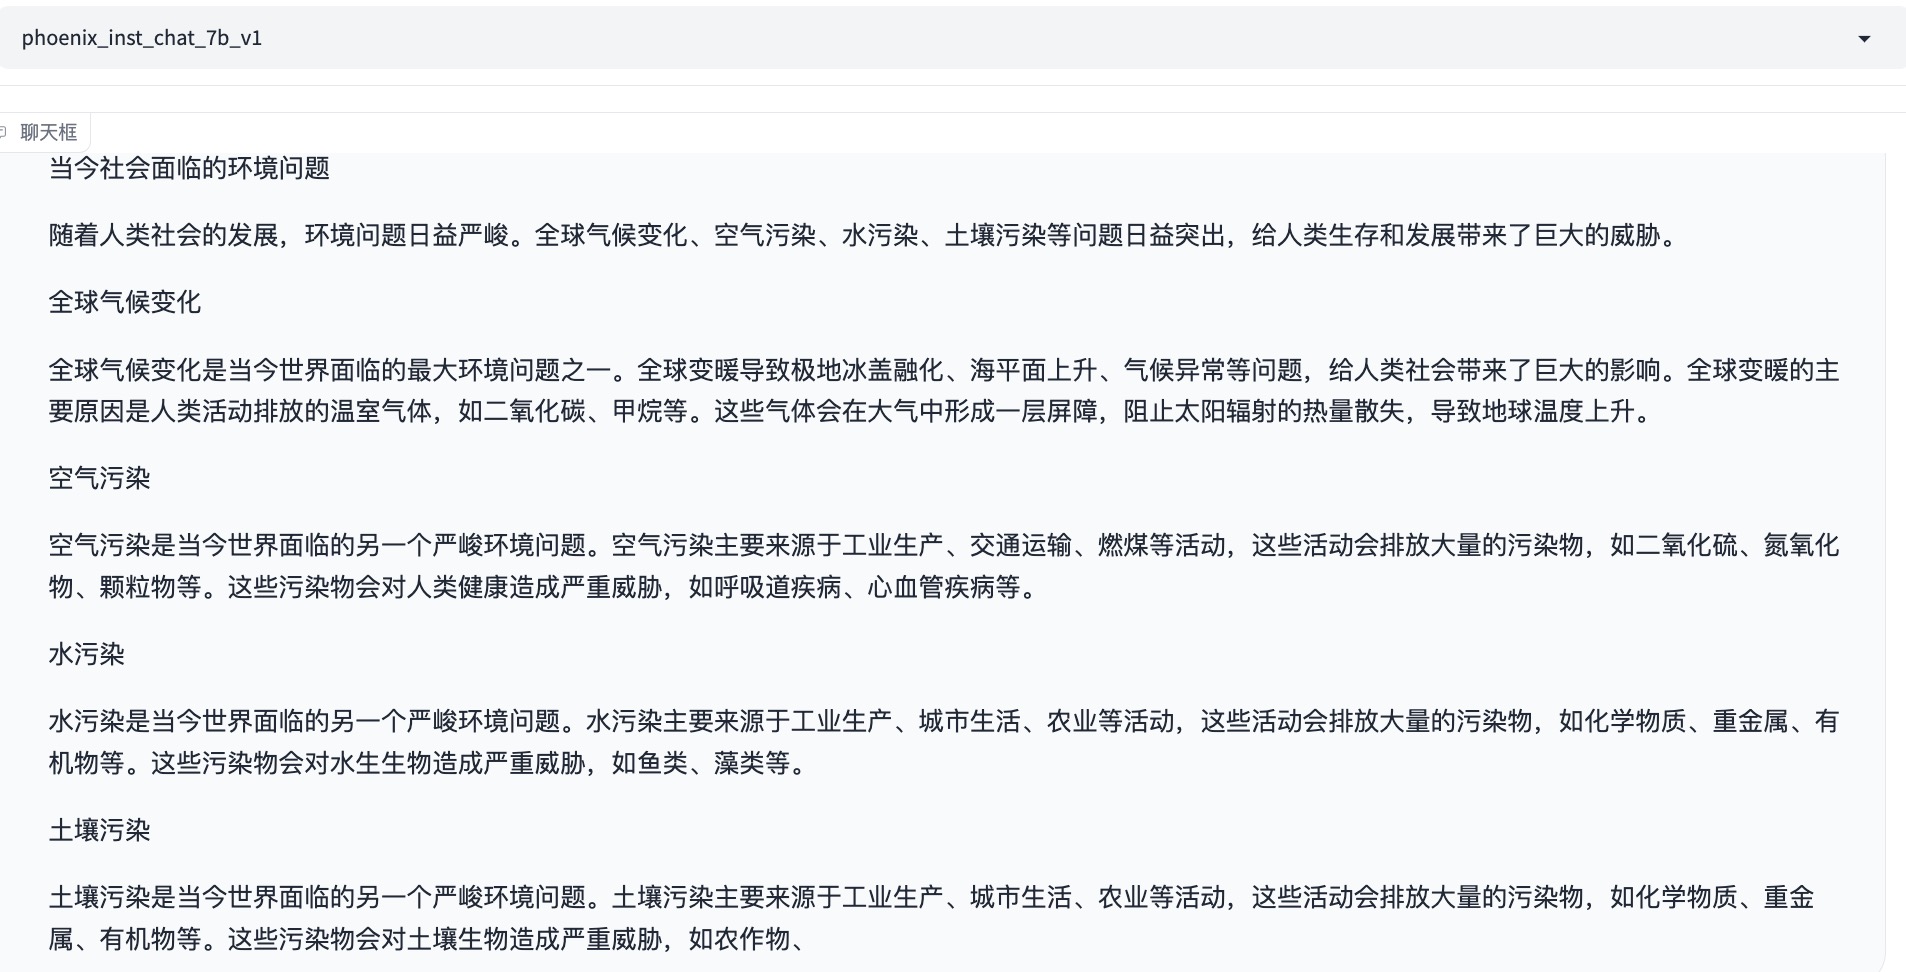 phoenix_inst_chat_7b_v1
聊天框
当今社会面临的环境问题
随着人类社会的发展，环境问题日益严峻。全球气候变化、空气污染、水污染、土壤污染等问题日益突出，给人类生存和发展带来了巨大的威胁。
全球气候变化
全球气候变化是当今世界面临的最大环境问题之一。全球变暖导致极地冰盖融化、海平面上升、气候异常等问题，给人类社会带来了巨大的影响。全球变暖的主
要原因是人类活动排放的温室气体，如二氧化碳、甲烷等。这些气体会在大气中形成一层屏障，阻止太阳辐射的热量散失，导致地球温度上升。
空气污染
空气污染是当今世界面临的另一个严峻环境问题。空气污染主要来源于工业生产、交通运输、燃煤等活动，这些活动会排放大量的污染物，如二氧化硫、氮氧化
物、颗粒物等。这些污染物会对人类健康造成严重威胁，如呼吸道疾病、心血管疾病等。
水污染
水污染是当今世界面临的另一个严峻环境问题。水污染主要来源于工业生产、城市生活、农业等活动，这些活动会排放大量的污染物，如化学物质、重金属、有
机物等。这些污染物会对水生生物造成严重威胁，如鱼类、藻类等。
土壤污染
土壤污染是当今世界面临的另一个严峻环境问题。土壤污染主要来源于工业生产、城市生活、农业等活动，这些活动会排放大量的污染物，如化学物质、重金
属、有机物等。这些污染物会对土壤生物造成严重威胁，如农作物、